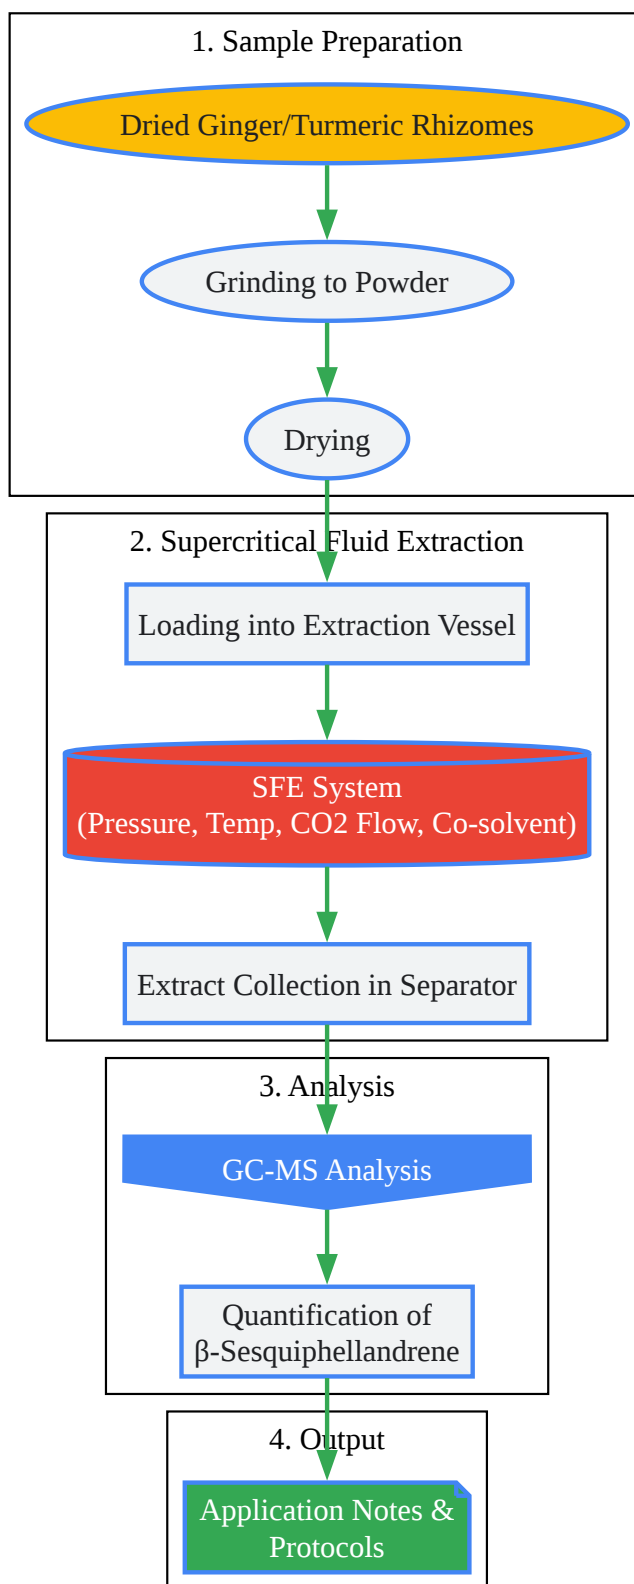 1. Sample Preparation
Dried Ginger/Turmeric Rhizomes
Grinding to Powder
Drying
2. Supercritical Fluid Extraction
Loading into Extraction Vessel
SFE System
(Pressure, Temp, CO2 Flow, Co-solvent)
Extract Collection in Separator
3. Analysis
GC-MS Analysis
Quantification of
β-Sesquiphellandrene
4. Output
Application Notes &
Protocols